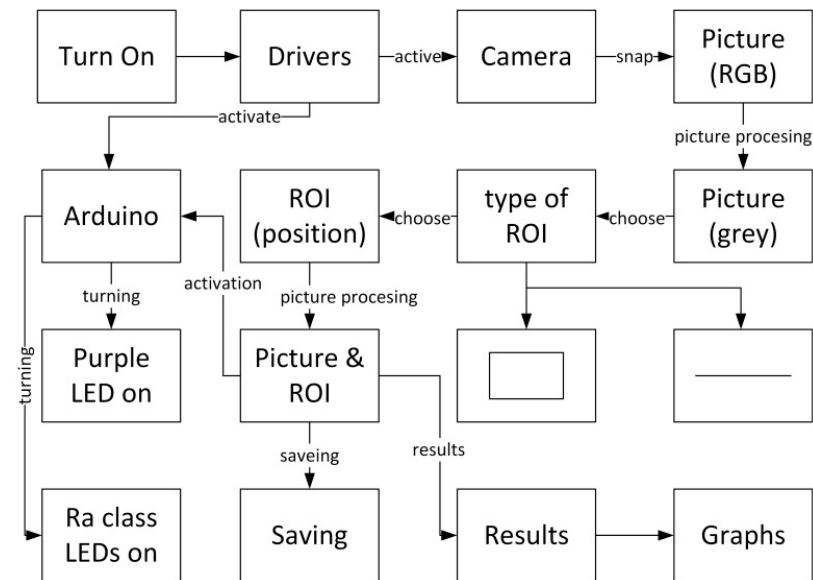 Turn On
Drivers
active
Camera
snap
Picture
(RGB)
activate
picture procesing
Arduino
ROI
(position)
choose
type of
ROI
choose
Picture
(grey)
activation
turning
picture procesing
turning
Purple
LED on
Picture &
ROI
saveing
results
Ra class
LEDs on
Saving
Results
Graphs